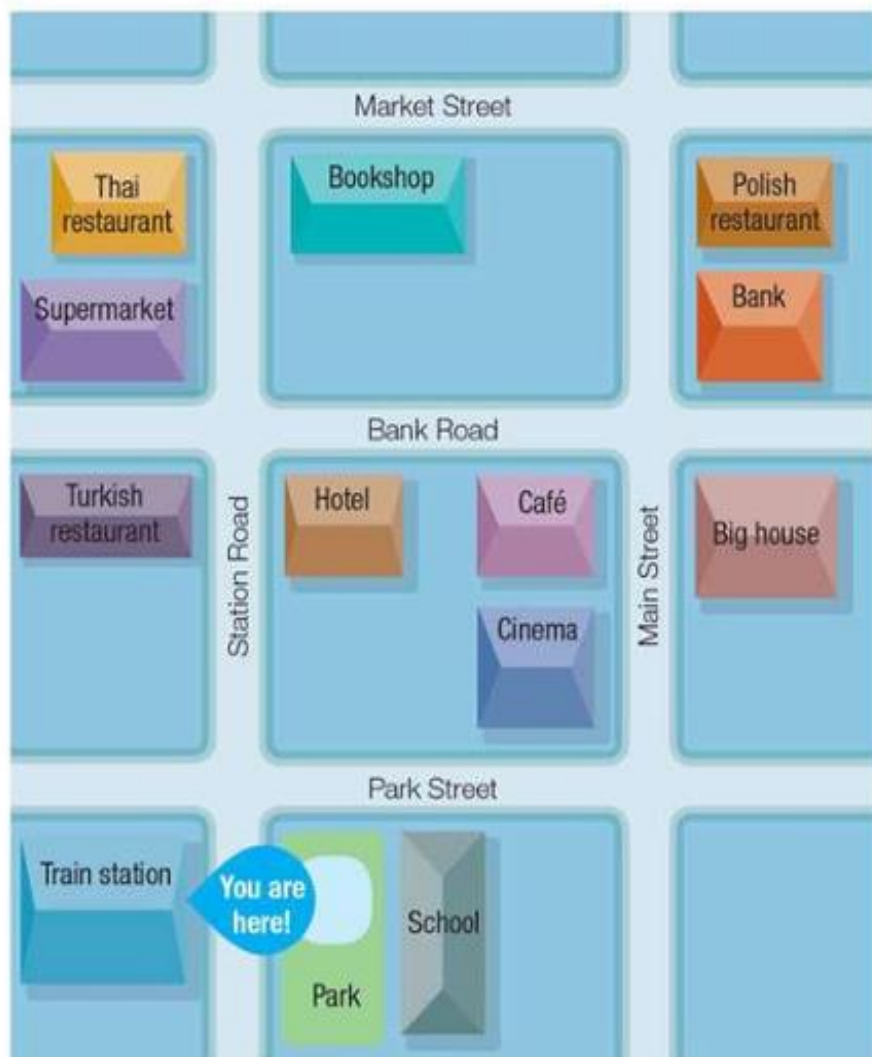 Market Street
Thai
restaurant
Bookshop
Polish
restaurant
Supermarket
Bank
Bank Road
Turkish
restaurant
Station Road
Hotel
Café
Main Street
Big house
Cinema
Park Street
Train station
You are
here!
School
Park